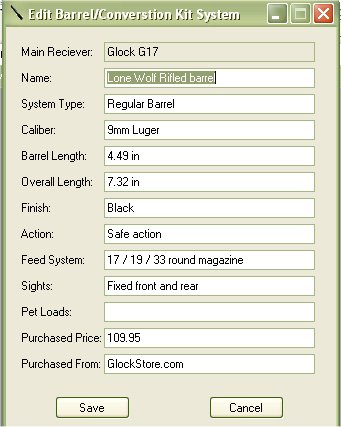 Edit Barrel/Converstion Kit System
Main Reciever: Glock G17
Name: Lone Wolf Rifled barrel
System Type: Regular Barrel
Caliber: 9mm Luger
Barrel Length: 4.49 in
Overall Length: 7.32 in
Finish: Black
Action: Safe action
Feed System: 17 / 19 / 33 round magazine
Sights: Fixed front and rear
Pet Loads:
Purchased Price: 109.95
Purchased From: GlockStore.com
Save Cancel